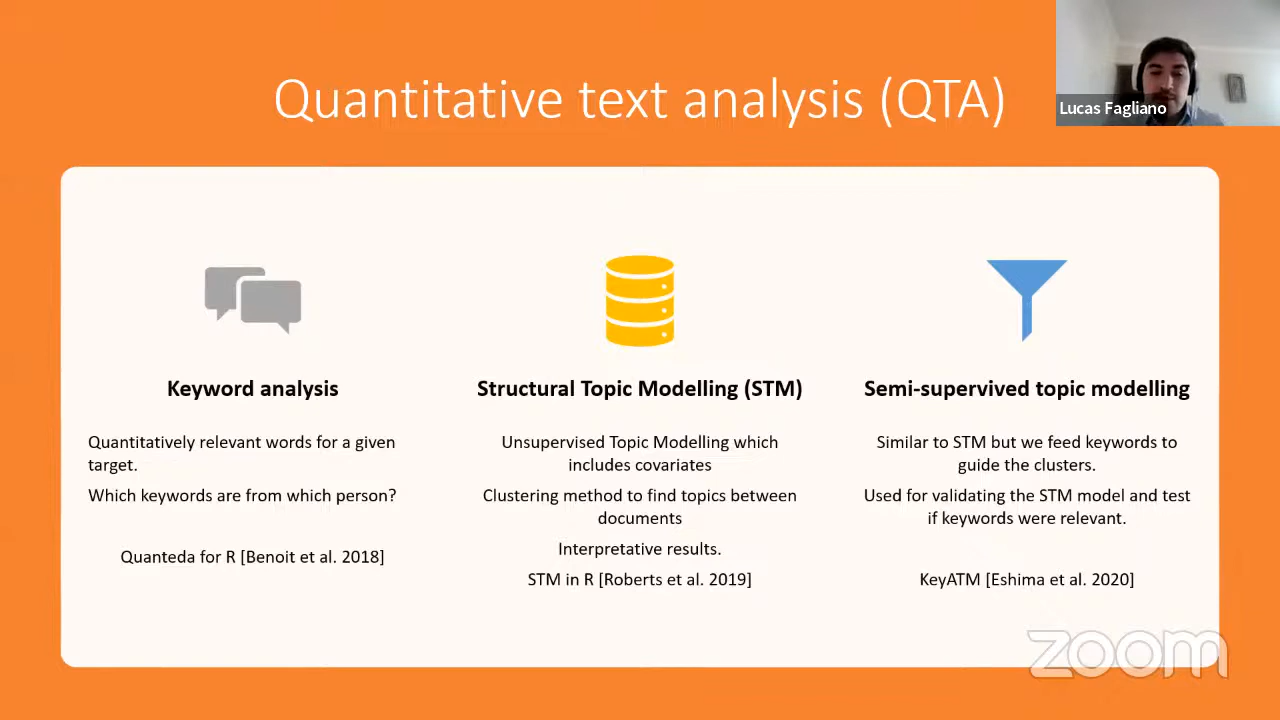 Quantitative text analysis (QTA)
Lucas Fagliano
Keyword analysis
Quantitatively relevant words for a given
target.
Which keywords are from which person?
Quanteda for R [Benoit et al. 2018]
Structural Topic Modelling (STM)
Unsupervised Topic Modelling which
includes covariates
Clustering method to find topics between
documents
Interpretative results.
STM in R [Roberts et al. 2019]
Semi-supervived topic modelling
Similar to STM but we feed keywords to
guide the clusters.
Used for validating the STM model and test
if keywords were relevant.
KeyATM [Eshima et al. 2020]
zoom